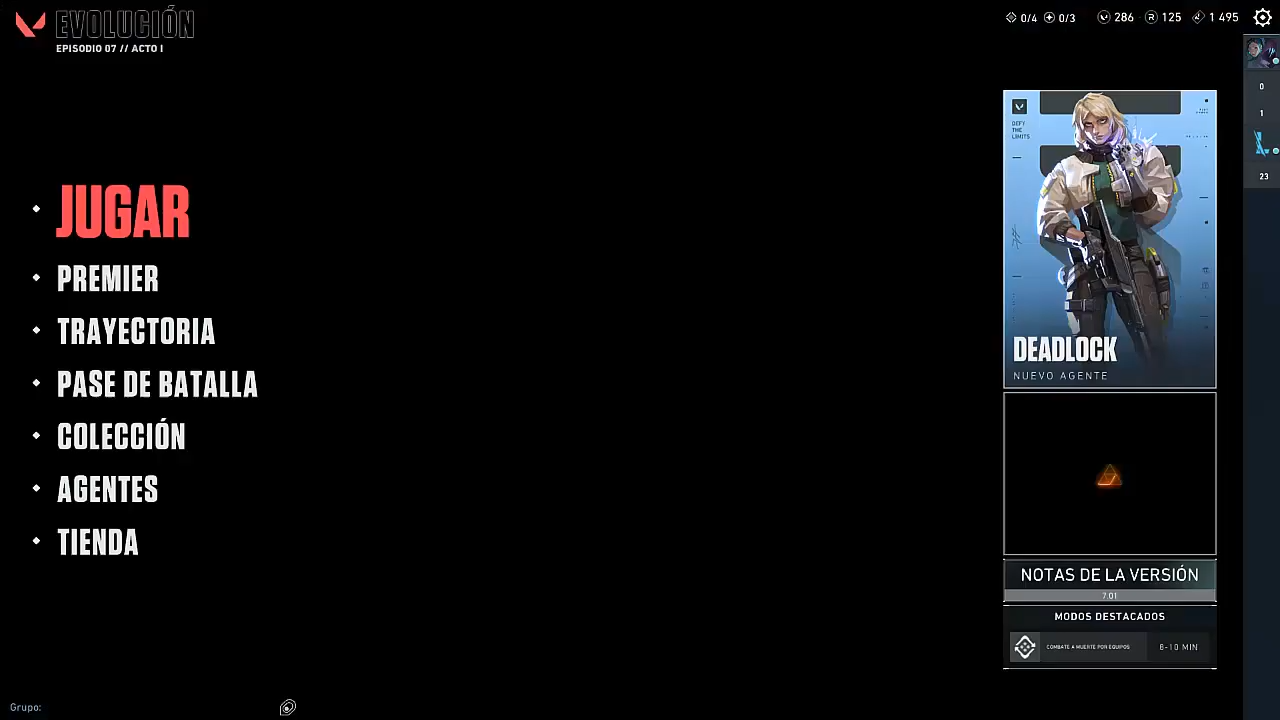 EVOLUCIÓN
EPISODIO 07 // ACTO I
0/4 0/3 286 125 1 495
JUGAR
PREMIER
TRAYECTORIA
PASE DE BATALLA
COLECCIÓN
AGENTES
TIENDA
DEFY
THE
LIMITS
DEADLOCK
NUEVO AGENTE
NOTAS DE LA VERSIÓN
7.01
MODOS DESTACADOS
COMBATE A MUERTE POR EQUIPOS
8-10 MIN
0
1
23
Grupo: